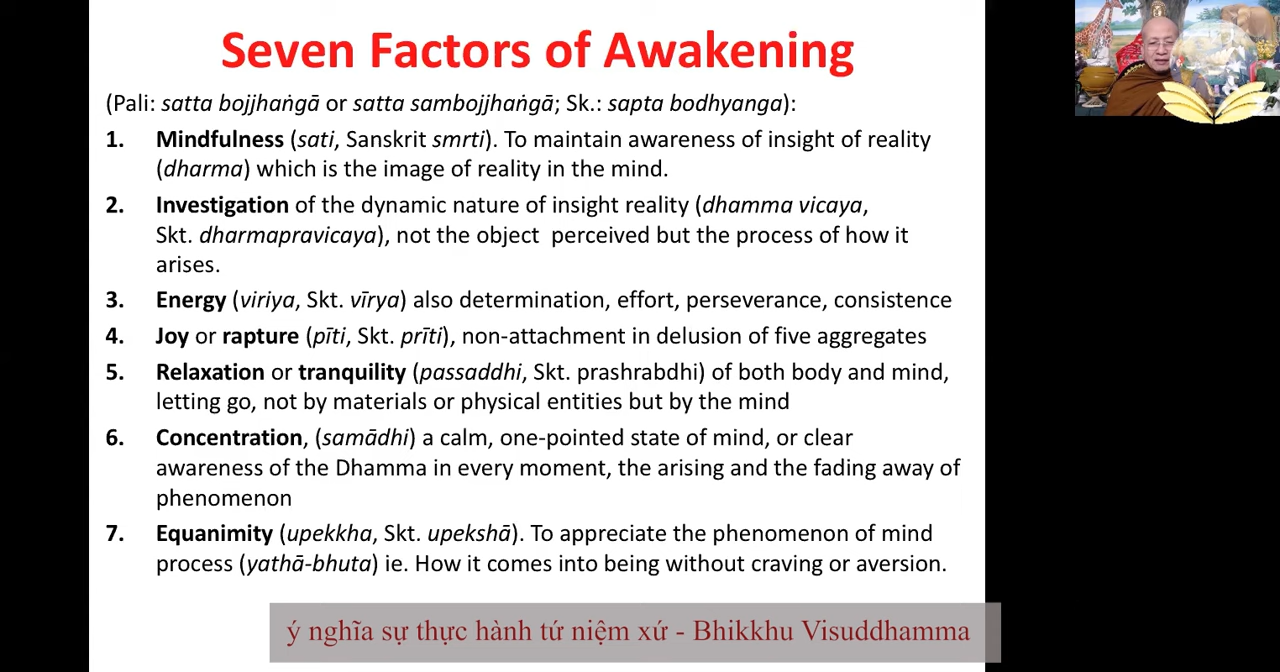 Seven Factors of Awakening
(Pali: satta bojjhaṅgā or satta sambojjhaṅgā; Sk.: sapta bodhyanga):
1. Mindfulness (sati, Sanskrit smrti). To maintain awareness of insight of reality
(dharma) which is the image of reality in the mind.
2. Investigation of the dynamic nature of insight reality (dhamma vicaya,
Skt. dharmapravicaya), not the object perceived but the process of how it
arises.
3. Energy (viriya, Skt. vīrya) also determination, effort, perseverance, consistence
4. Joy or rapture (pīti, Skt. prīti), non-attachment in delusion of five aggregates
5. Relaxation or tranquility (passaddhi, Skt. prashrabdhi) of both body and mind,
letting go, not by materials or physical entities but by the mind
6. Concentration, (samādhi) a calm, one-pointed state of mind, or clear
awareness of the Dhamma in every moment, the arising and the fading away of
phenomenon
7. Equanimity (upekkha, Skt. upekshā). To appreciate the phenomenon of mind
process (yathā-bhuta) ie. How it comes into being without craving or aversion.
ý nghĩa sự thực hành tứ niệm xứ - Bhikkhu Visuddhamma